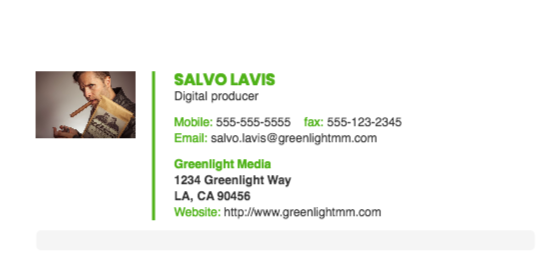 SALVO LAVIS
Digital producer
Mobile: 555-555-5555 fax: 555-123-2345
Email: salvo.lavis@greenlightmm.com
Greenlight Media
1234 Greenlight Way
LA, CA 90456
Website: http://www.greenlightmm.com